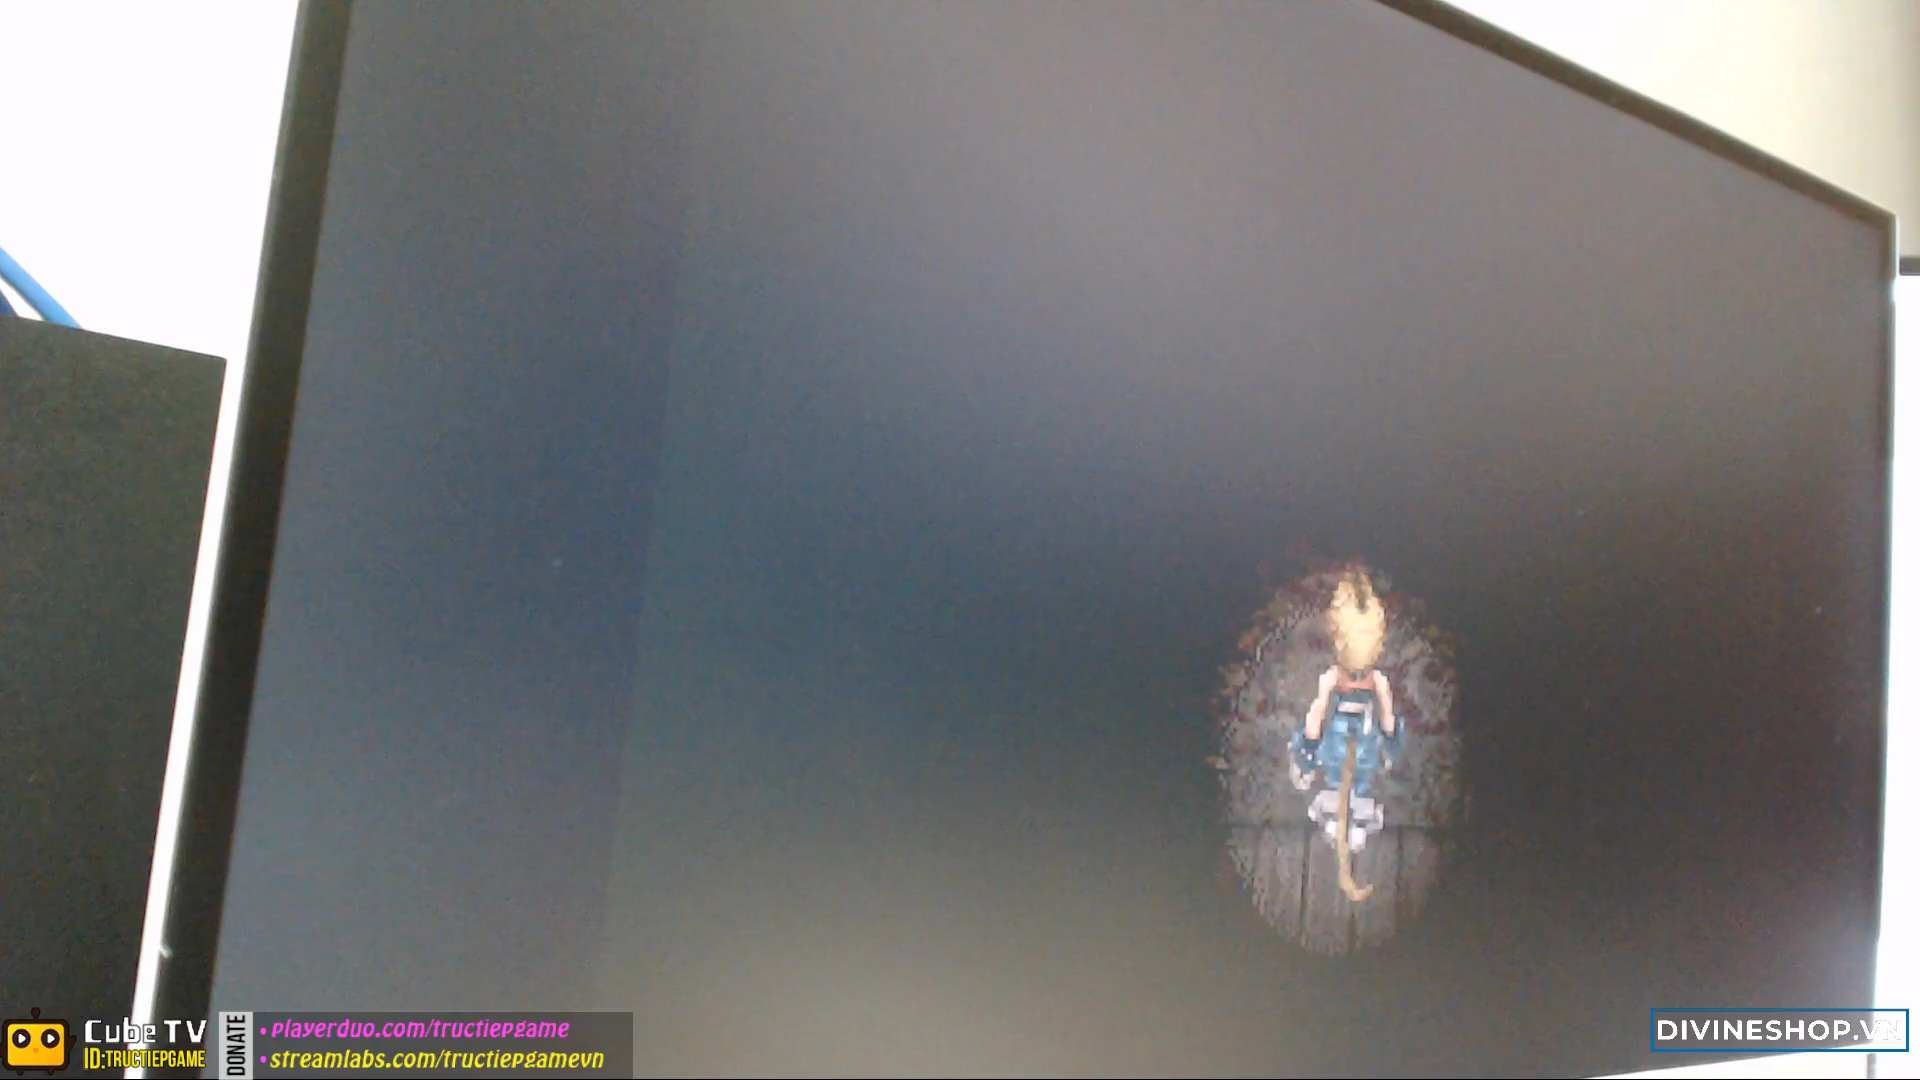 Cube TV
ID:TRUCTIEPGAME
DONATE
• playerduo.com/tructiepgame
• streamlabs.com/tructiepgamevn
DIVINESHOP.VN